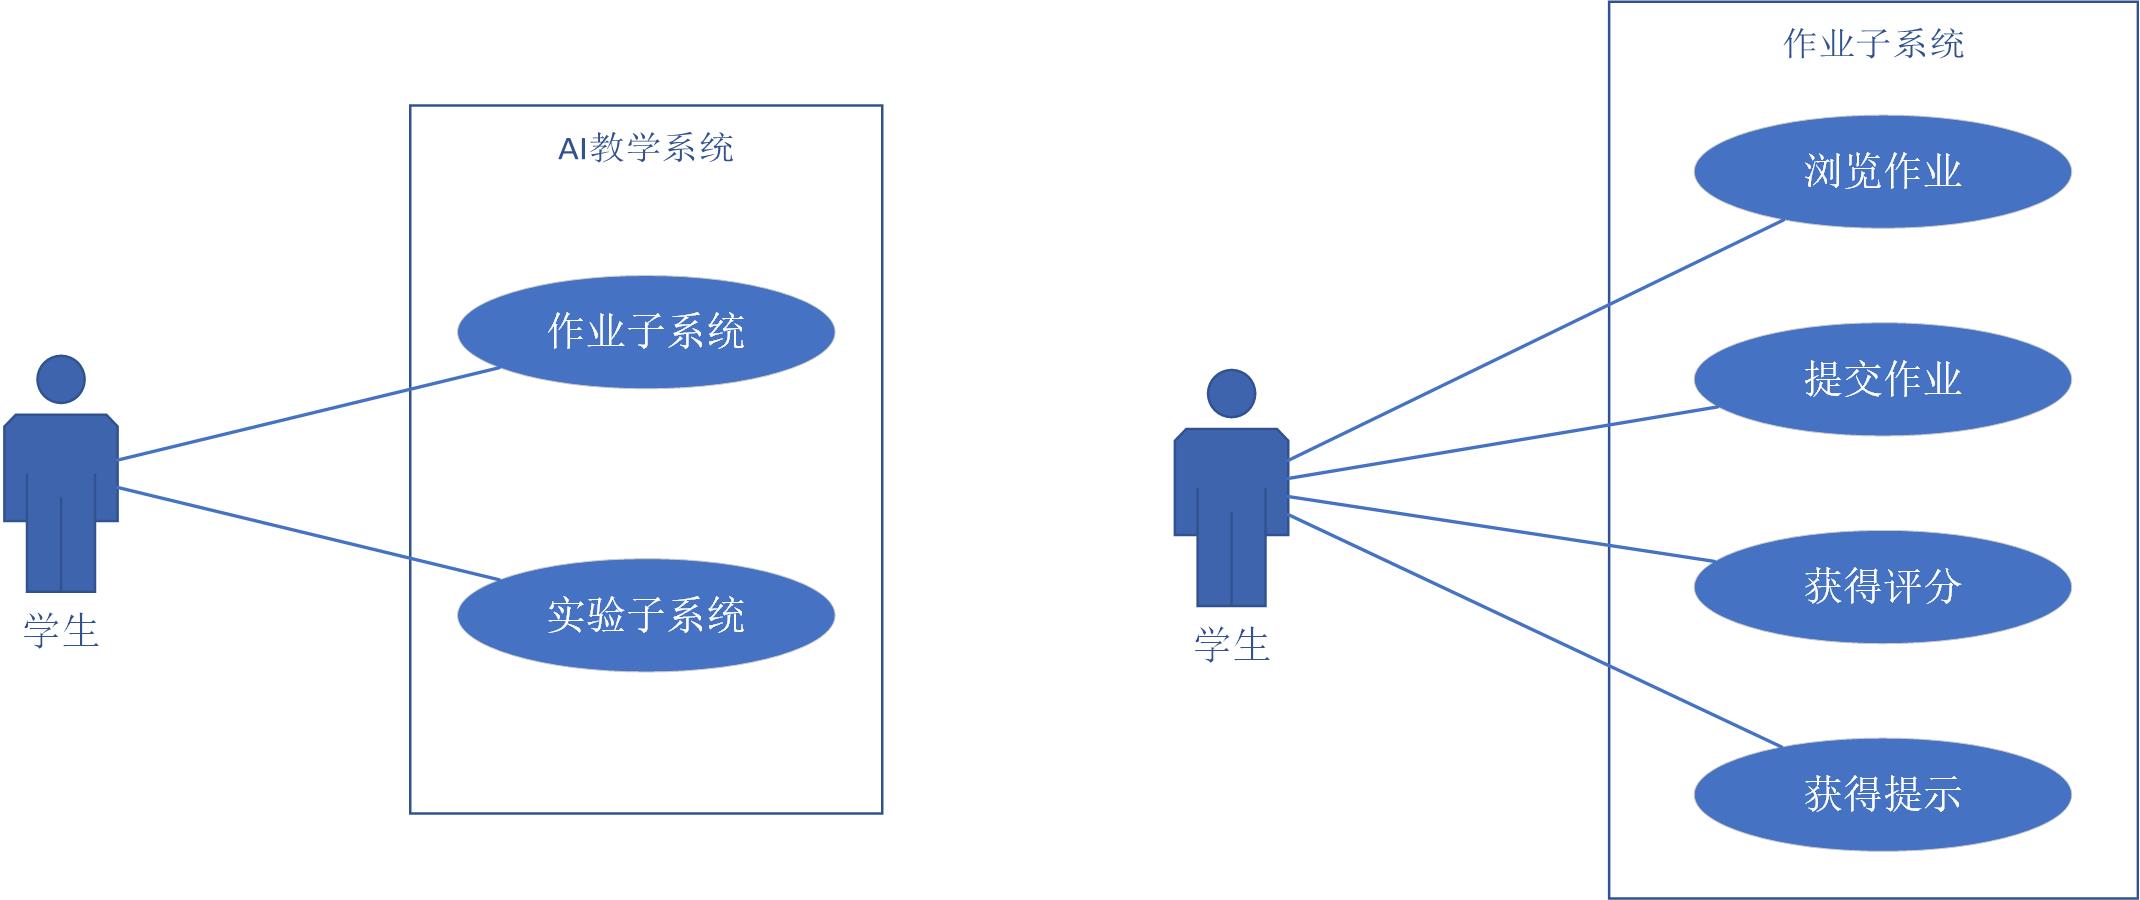 AI教学系统
作业子系统
实验子系统
学生
作业子系统
浏览作业
提交作业
获得评分
获得提示
学生